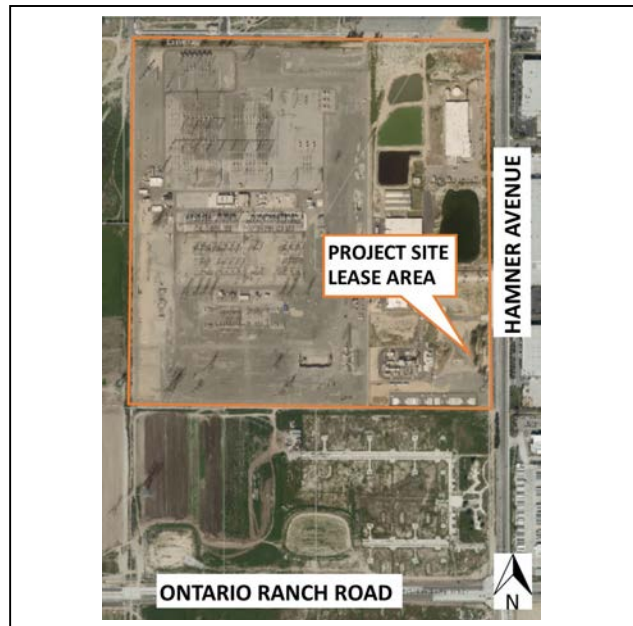 PROJECT SITE
LEASE AREA
HAMNER AVENUE
ONTARIO RANCH ROAD
N